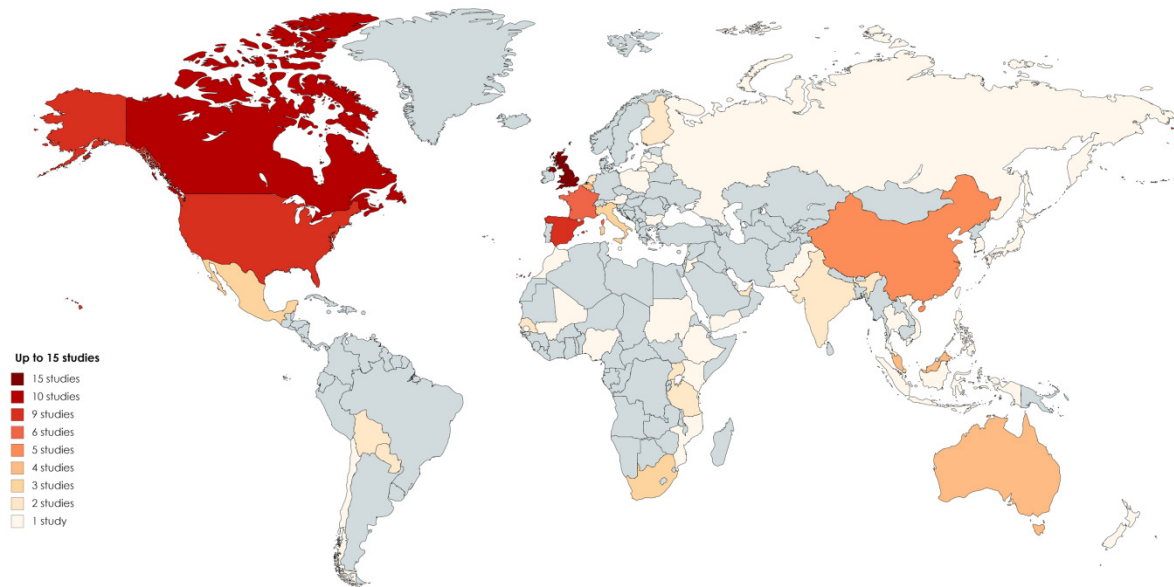 Up to 15 studies
15 studies
10 studies
9 studies
6 studies
5 studies
4 studies
3 studies
2 studies
1 study